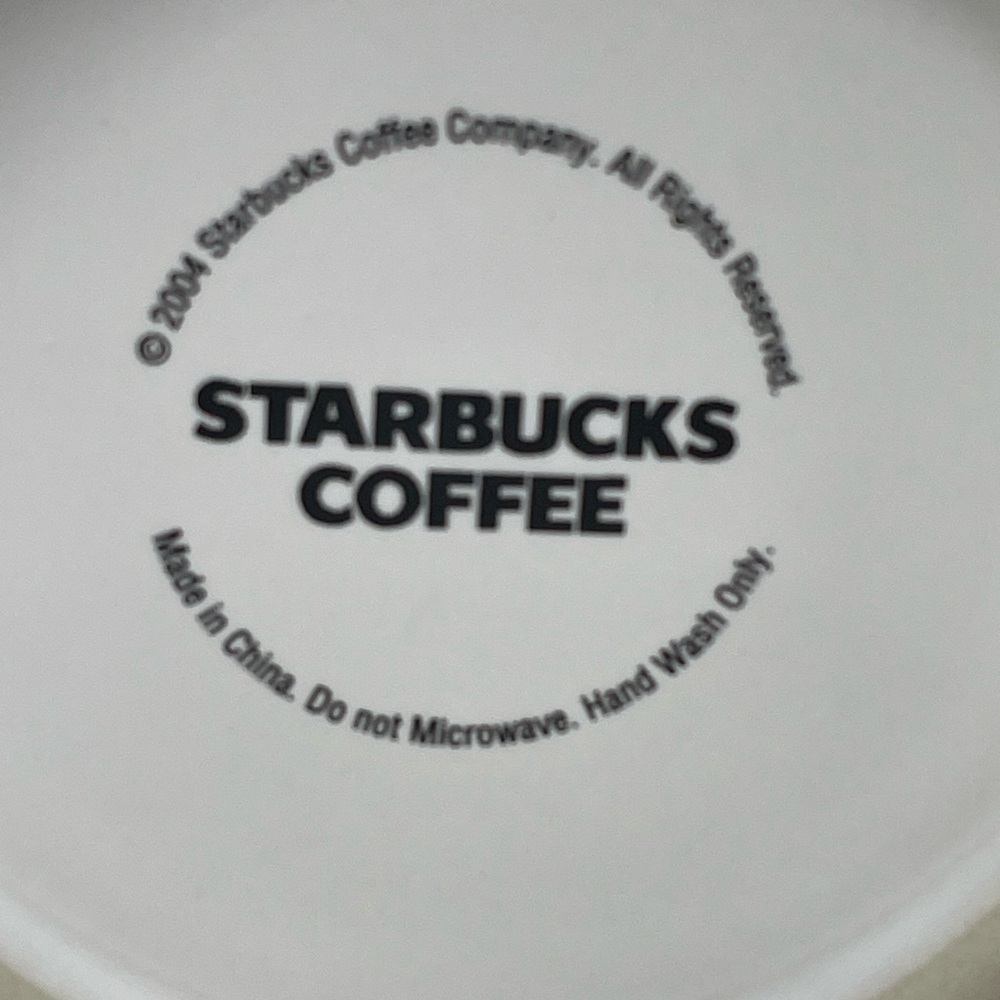 © 2004 Starbucks Coffee Company. All Rights Reserved.
STARBUCKS
COFFEE
Made in China. Do not Microwave. Hand Wash Only.